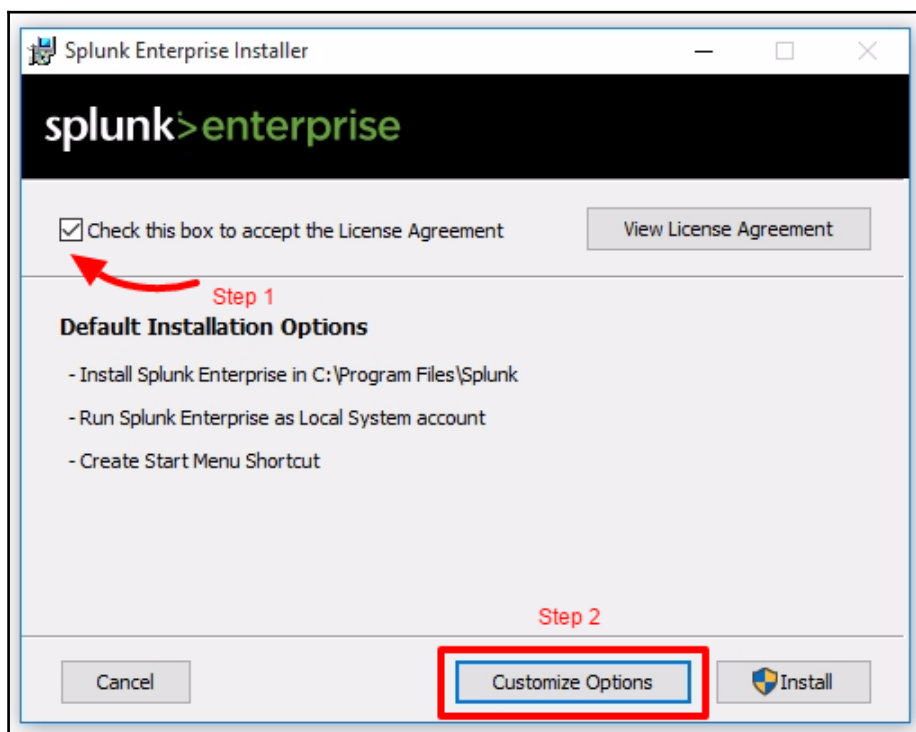 Splunk Enterprise Installer
splunk>enterprise
Check this box to accept the License Agreement
View License Agreement
Step 1
Default Installation Options
- Install Splunk Enterprise in C:\Program Files\Splunk
- Run Splunk Enterprise as Local System account
- Create Start Menu Shortcut
Step 2
Cancel
Customize Options
Install